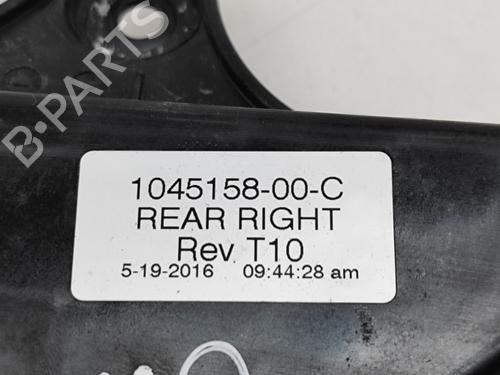 B-PARTS
1045158-00-C
REAR RIGHT
Rev T10
5-19-2016 09:44:28 am